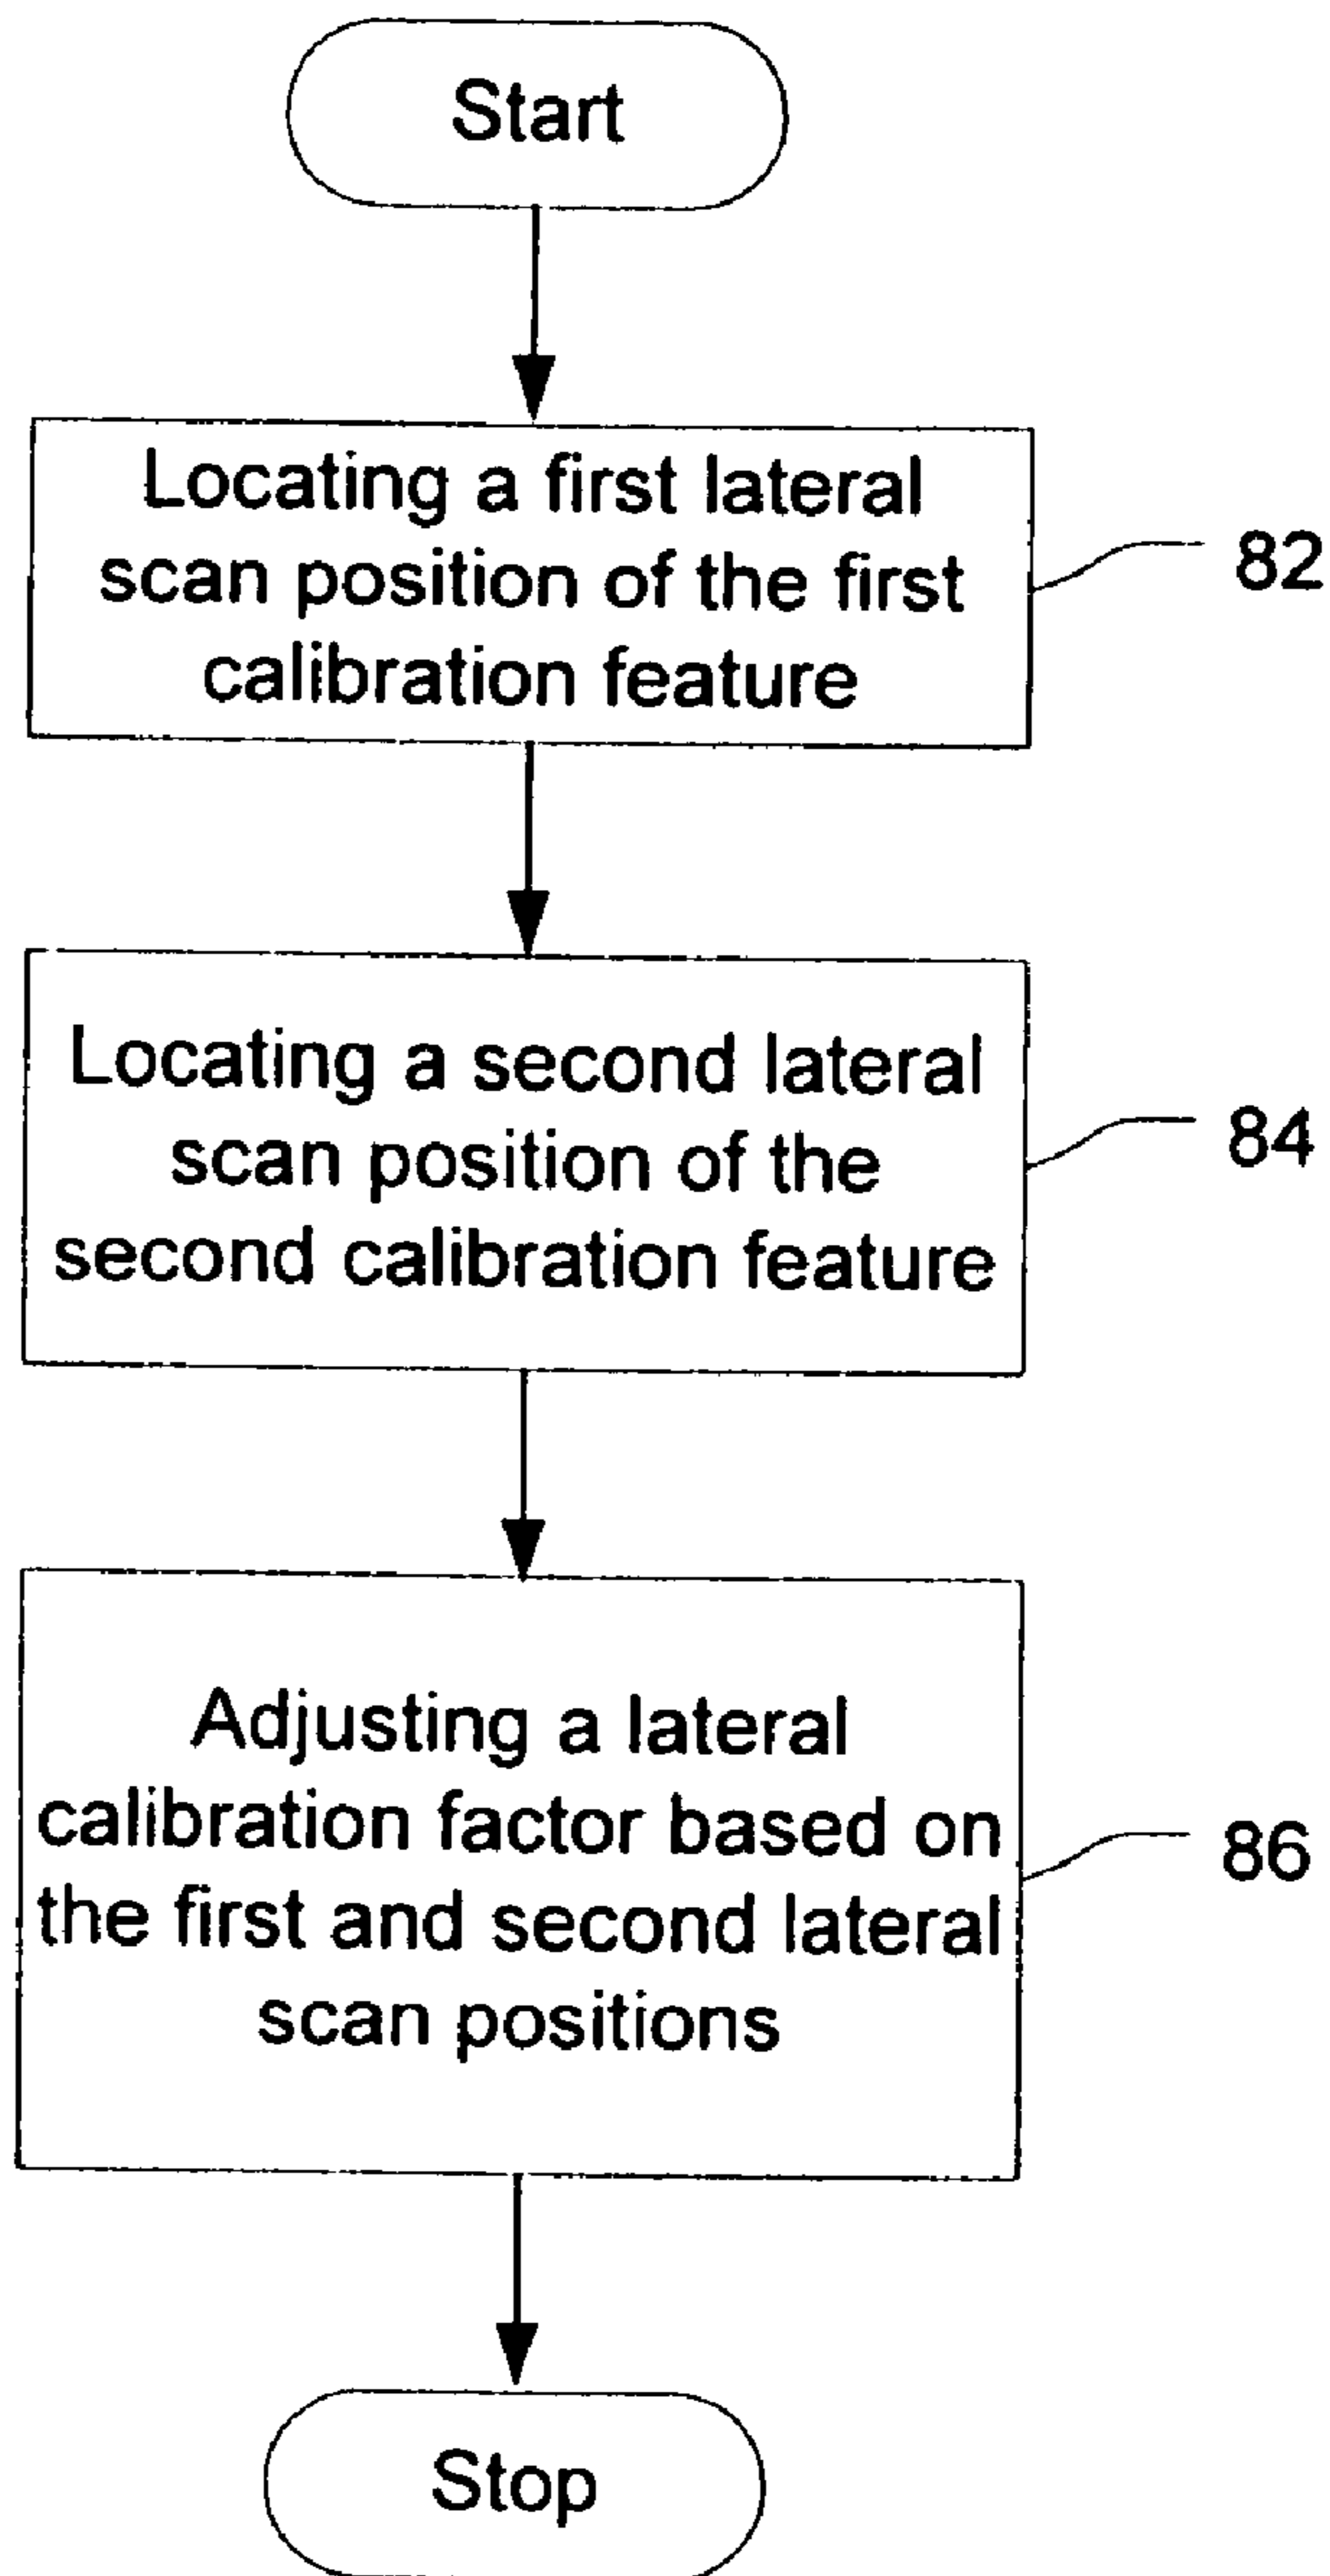 Start
Locating a first lateral
scan position of the first
calibration feature
82
Locating a second lateral
scan position of the
second calibration feature
84
Adjusting a lateral
calibration factor based on
the first and second lateral
scan positions
86
Stop